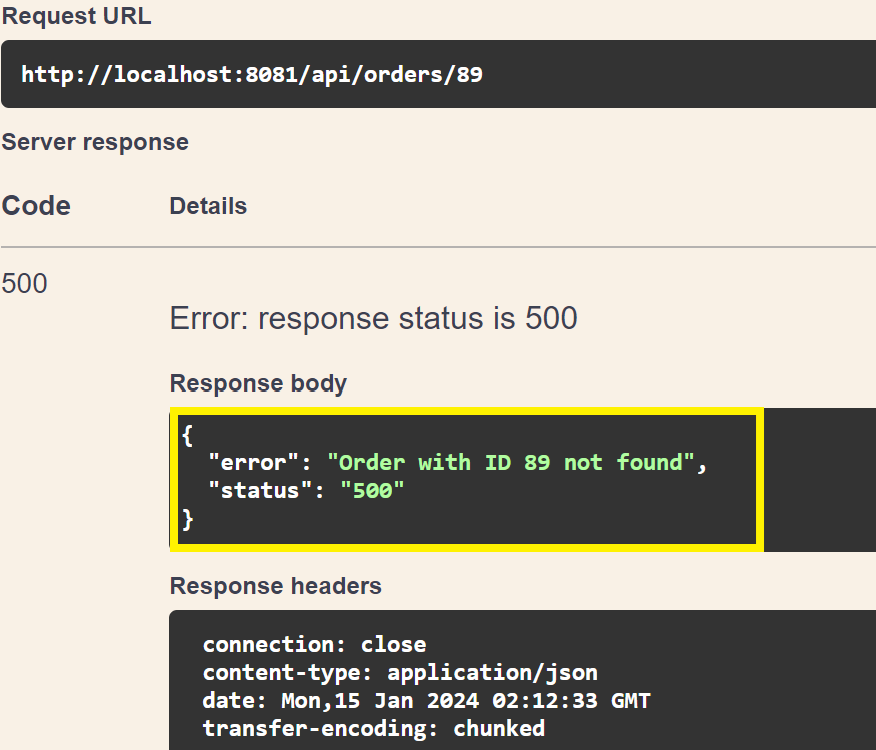 Request URL
http://localhost:8081/api/orders/89
Server response
Code Details
500
Error: response status is 500
Response body
{
"error": "Order with ID 89 not found",
"status": "500"
}
Response headers
connection: close
content-type: application/json
date: Mon,15 Jan 2024 02:12:33 GMT
transfer-encoding: chunked